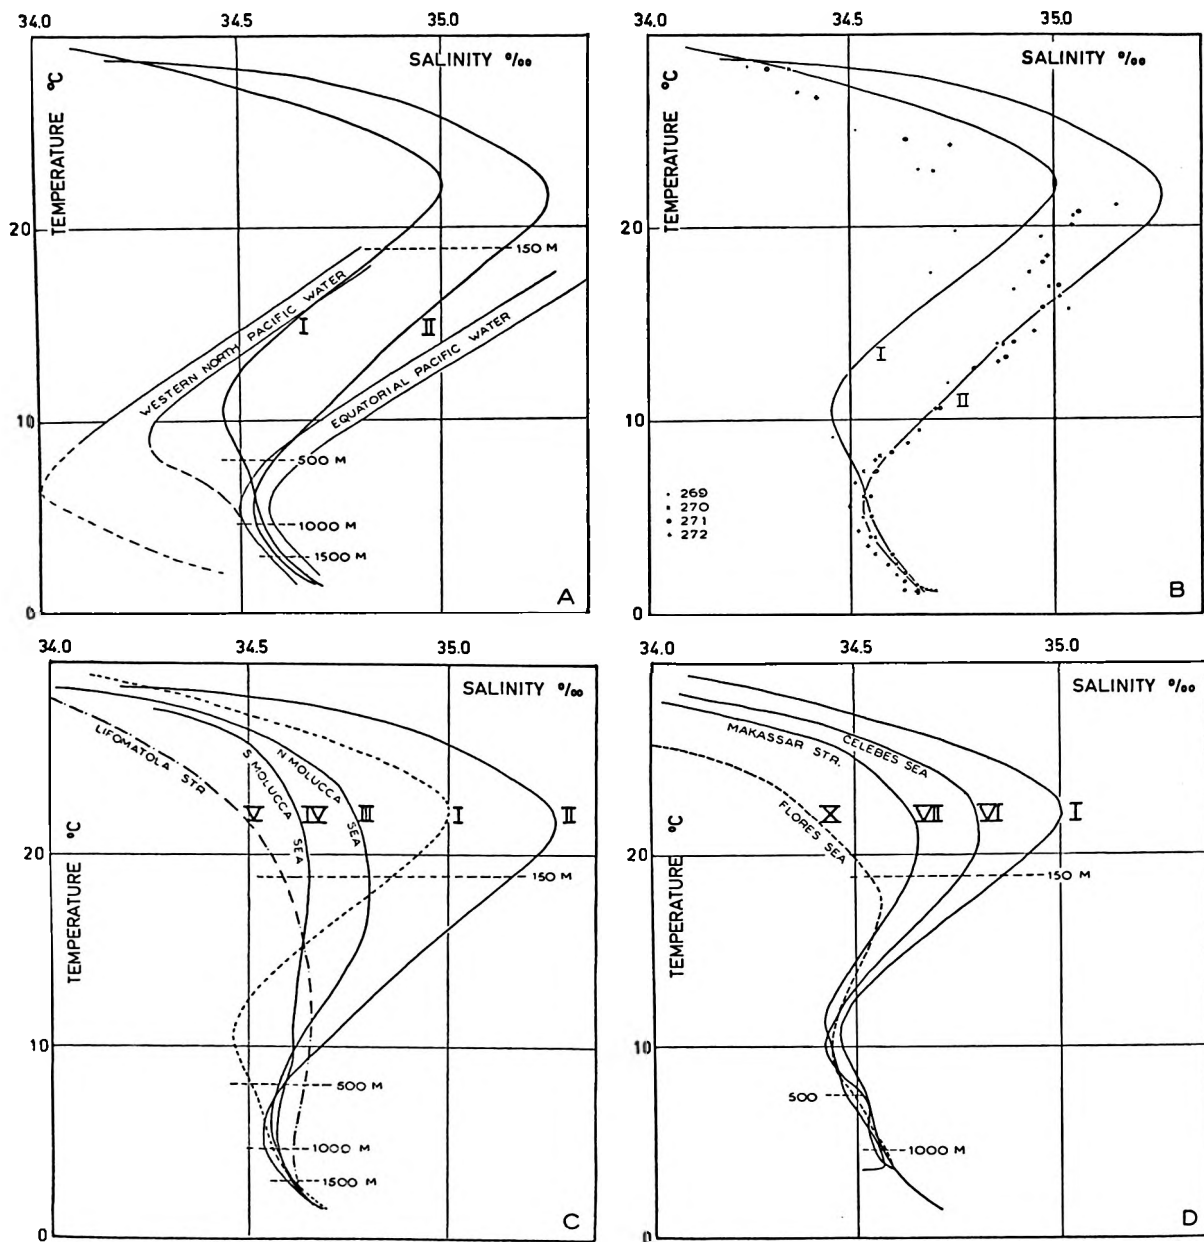 34.0 34.5 35.0
SALINITY ‰
TEMPERATURE °C
20
150 M
WESTERN NORTH PACIFIC WATER
I
II
EQUATORIAL PACIFIC WATER
10
500 M
1000 M
1500 M
0
A
34.0 34.5 35.0
SALINITY ‰
TEMPERATURE °C
20
I
II
10
269
270
271
272
0
B
34.0 34.5 35.0
SALINITY ‰
LIFOMATOLA STR
S MOLUCCA SEA
N MOLUCCA SEA
V IV III I II
TEMPERATURE °C
20
150 M
10
500 M
1000 M
1500 M
0
C
34.0 34.5 35.0
SALINITY ‰
MAKASSAR STR.
CELEBES SEA
X VII VI I
FLORES SEA
TEMPERATURE °C
20
150 M
10
500
1000 M
0
D